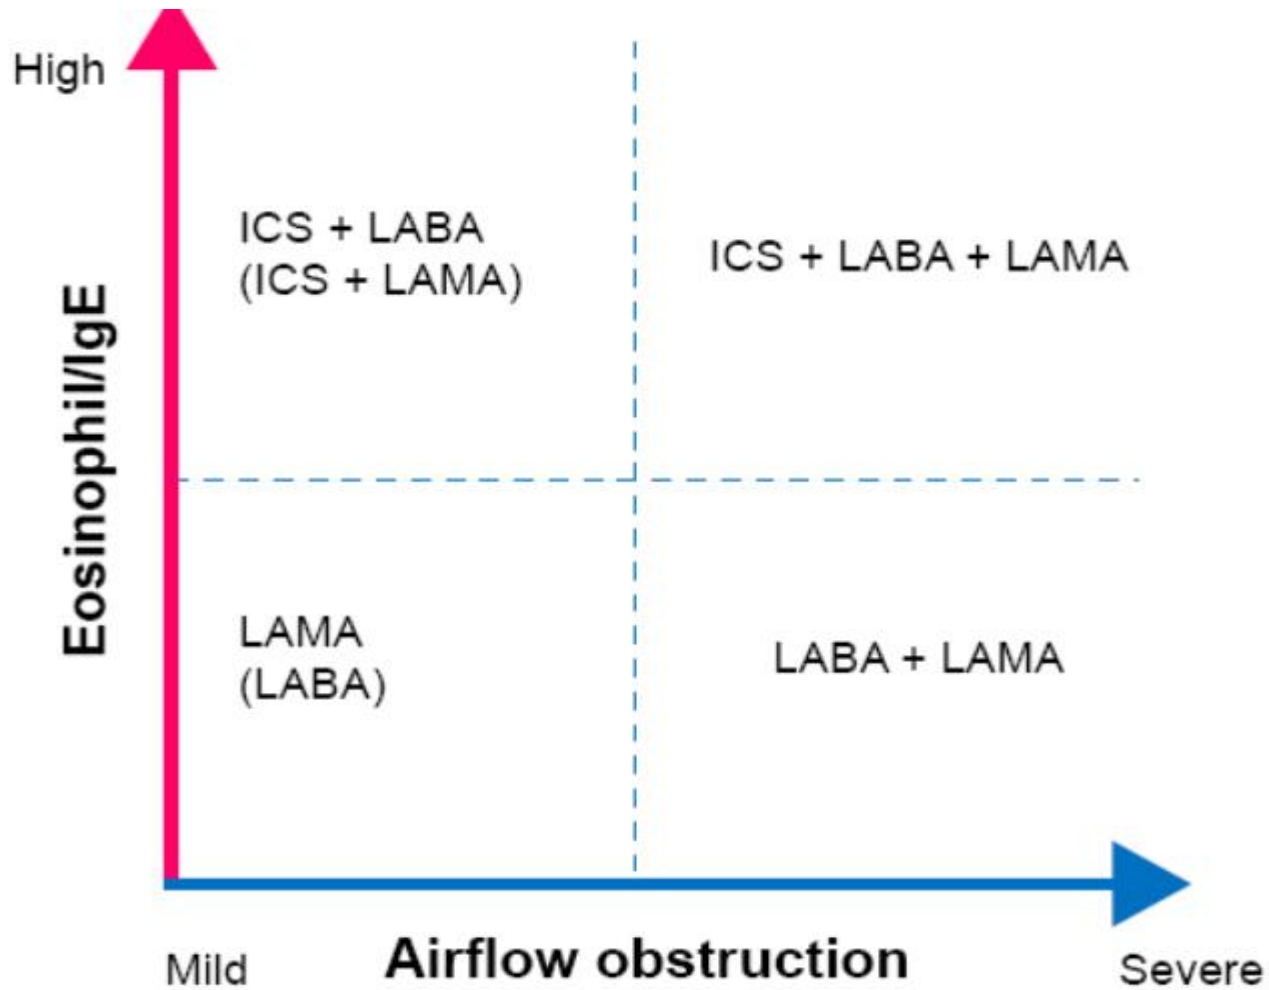 High
ICS + LABA
(ICS + LAMA)
ICS + LABA + LAMA
Eosinophil/IgE
LAMA
(LABA)
LABA + LAMA
Mild
Airflow obstruction
Severe